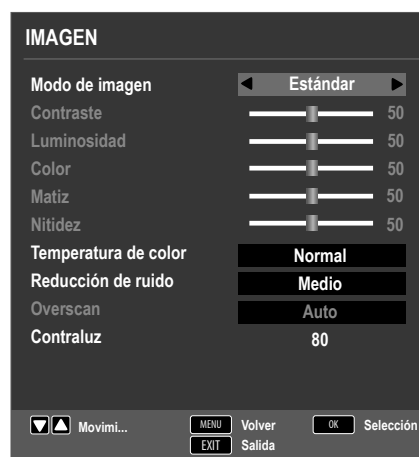 IMAGEN
Modo de imagen Estándar
Contraste 50
Luminosidad 50
Color 50
Matiz 50
Nitidez 50
Temperatura de color Normal
Reducción de ruido Medio
Overscan Auto
Contraluz 80
Movimi... MENU Volver OK Selección
EXIT Salida